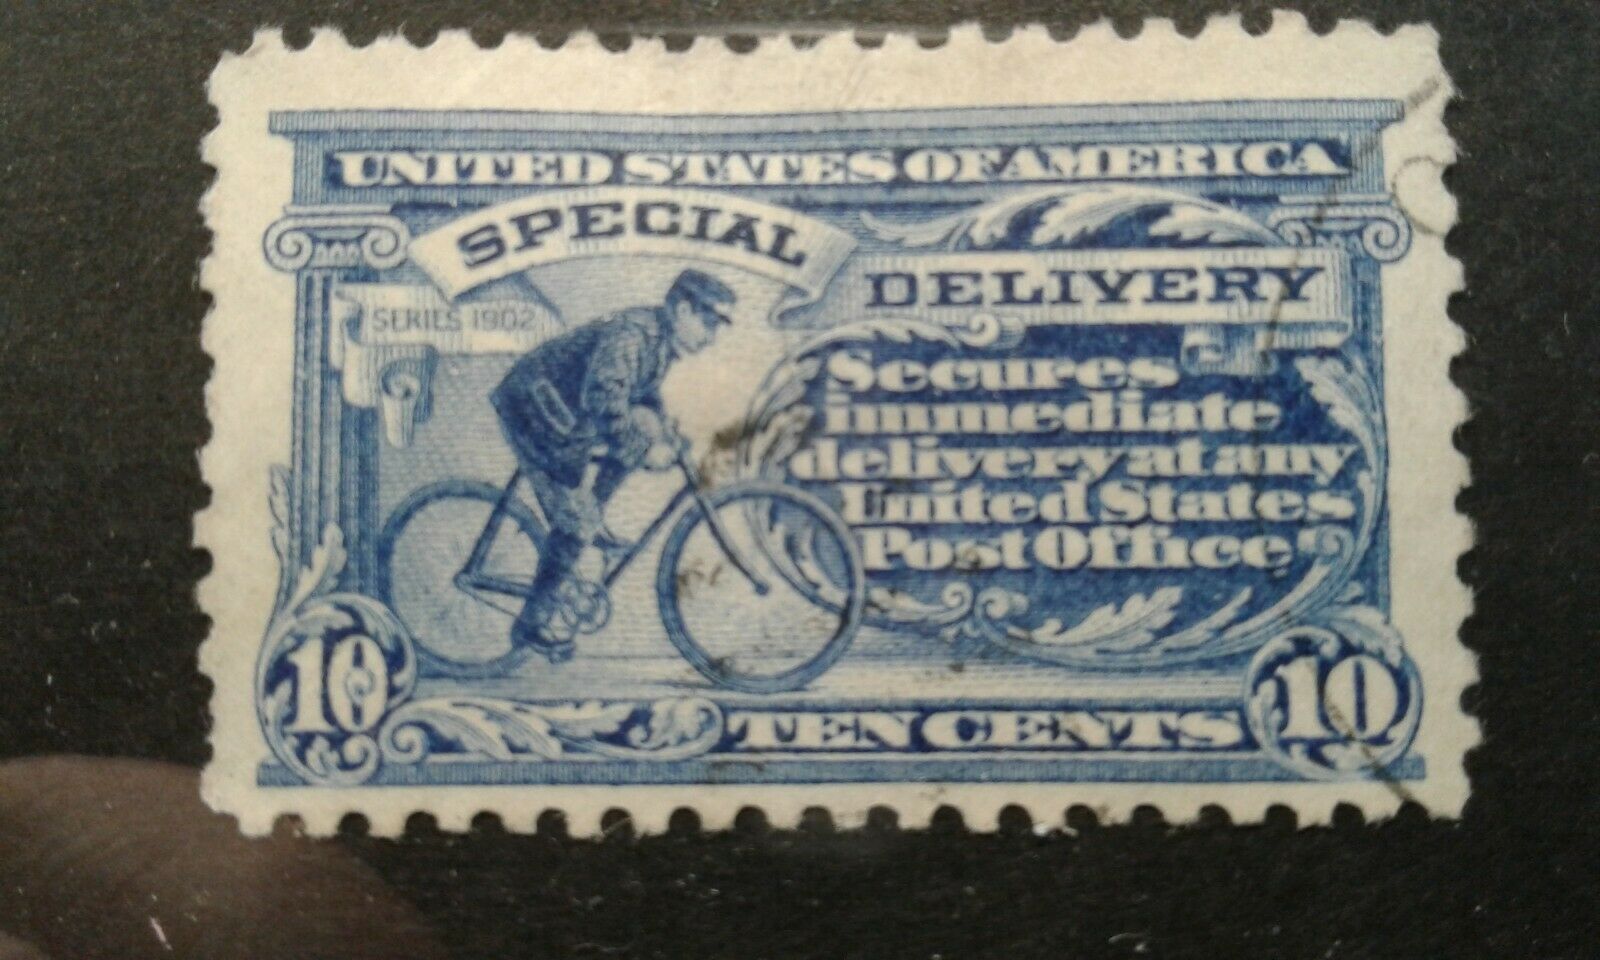 UNITED STATES OF AMERICA
SPECIAL
DELIVERY
SERIES 1902
Secures
immediate
delivery at any
United States
Post Office
10
TEN CENTS
10